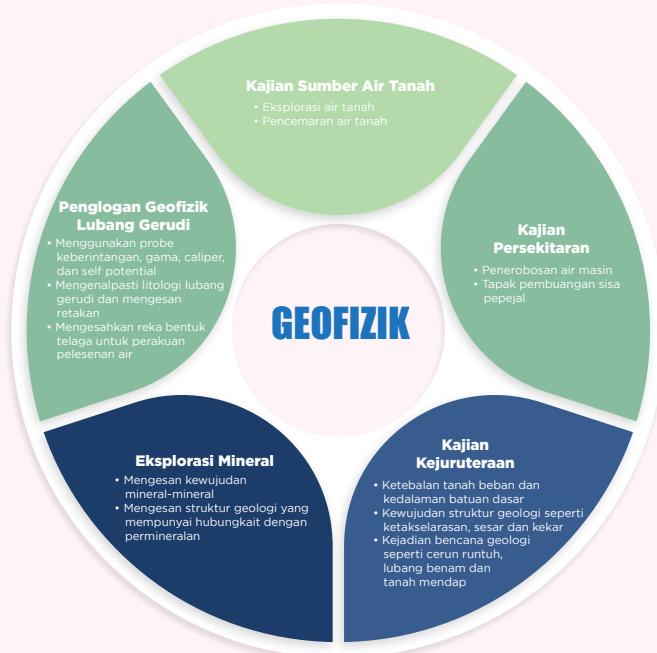 Kajian Sumber Air Tanah
• Eksplorasi air tanah
• Pencemaran air tanah
Kajian
Persekitaran
• Penerobosan air masin
• Tapak pembuangan sisa
pepejal
Kajian
Kejuruteraan
• Ketebalan tanah beban dan
kedalaman batuan dasar
• Kewujudan struktur geologi seperti
ketakselarasan, sesar dan kekar
• Kejadian bencana geologi
seperti cerun runtuh,
lubang benam dan
tanah mendap
Eksplorasi Mineral
• Mengesan kewujudan
mineral-mineral
• Mengesan struktur geologi yang
mempunyai hubungkait dengan
permineralan
Penglogan Geofizik
Lubang Gerudi
• Menggunakan probe
keberintangan, gama, caliper,
dan self potential
• Mengenalpasti litologi lubang
gerudi dan mengesan
retakan
• Mengesahkan reka bentuk
telaga untuk perakuan
pelesenan air
GEOFIZIK